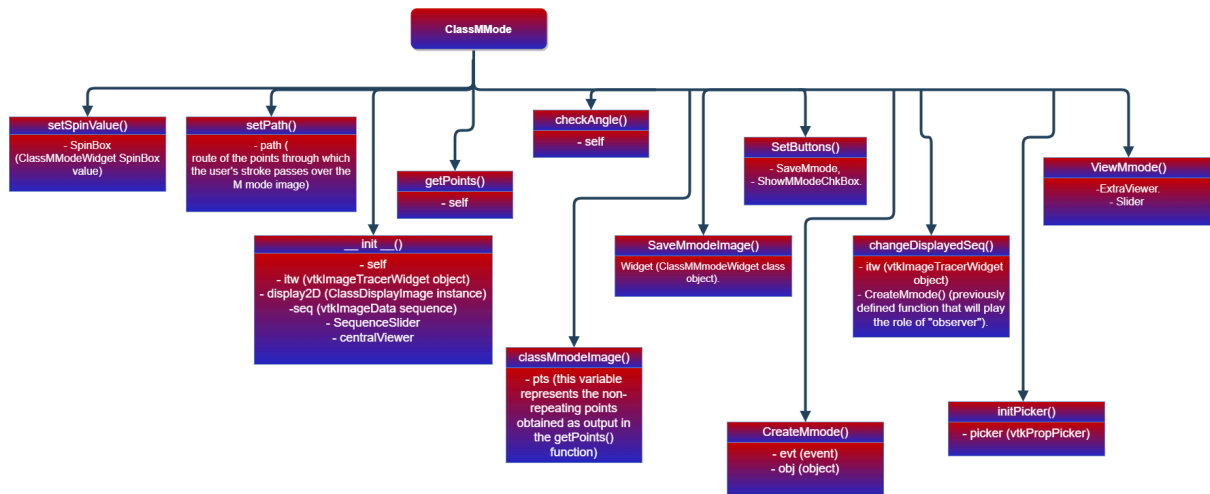 ClassMMode
setSpinValue()
- SpinBox
(ClassMModeWidget SpinBox
value)
setPath()
- path (
route of the points through which
the user's stroke passes over the
M mode image)
__ init __()
- self
- itw (vtkImageTracerWidget object)
- display2D (ClassDisplayImage instance)
-seq (vtkImageData sequence)
- SequenceSlider
- centralViewer
getPoints()
- self
checkAngle()
- self
classMmodeImage()
- pts (this variable
represents the non-
repeating points
obtained as output in
the getPoints()
function)
SaveMmodeImage()
Widget (ClassMMmodeWidget class
object).
SetButtons()
- SaveMmode,
- ShowMModeChkBox.
CreateMmode()
- evt (event)
- obj (object)
changeDisplayedSeq()
- itw (vtkImageTracerWidget
object)
- CreateMmode() (previously
defined function that will play
the role of "observer").
initPicker()
- picker (vtkPropPicker)
ViewMmode()
-ExtraViewer.
- Slider